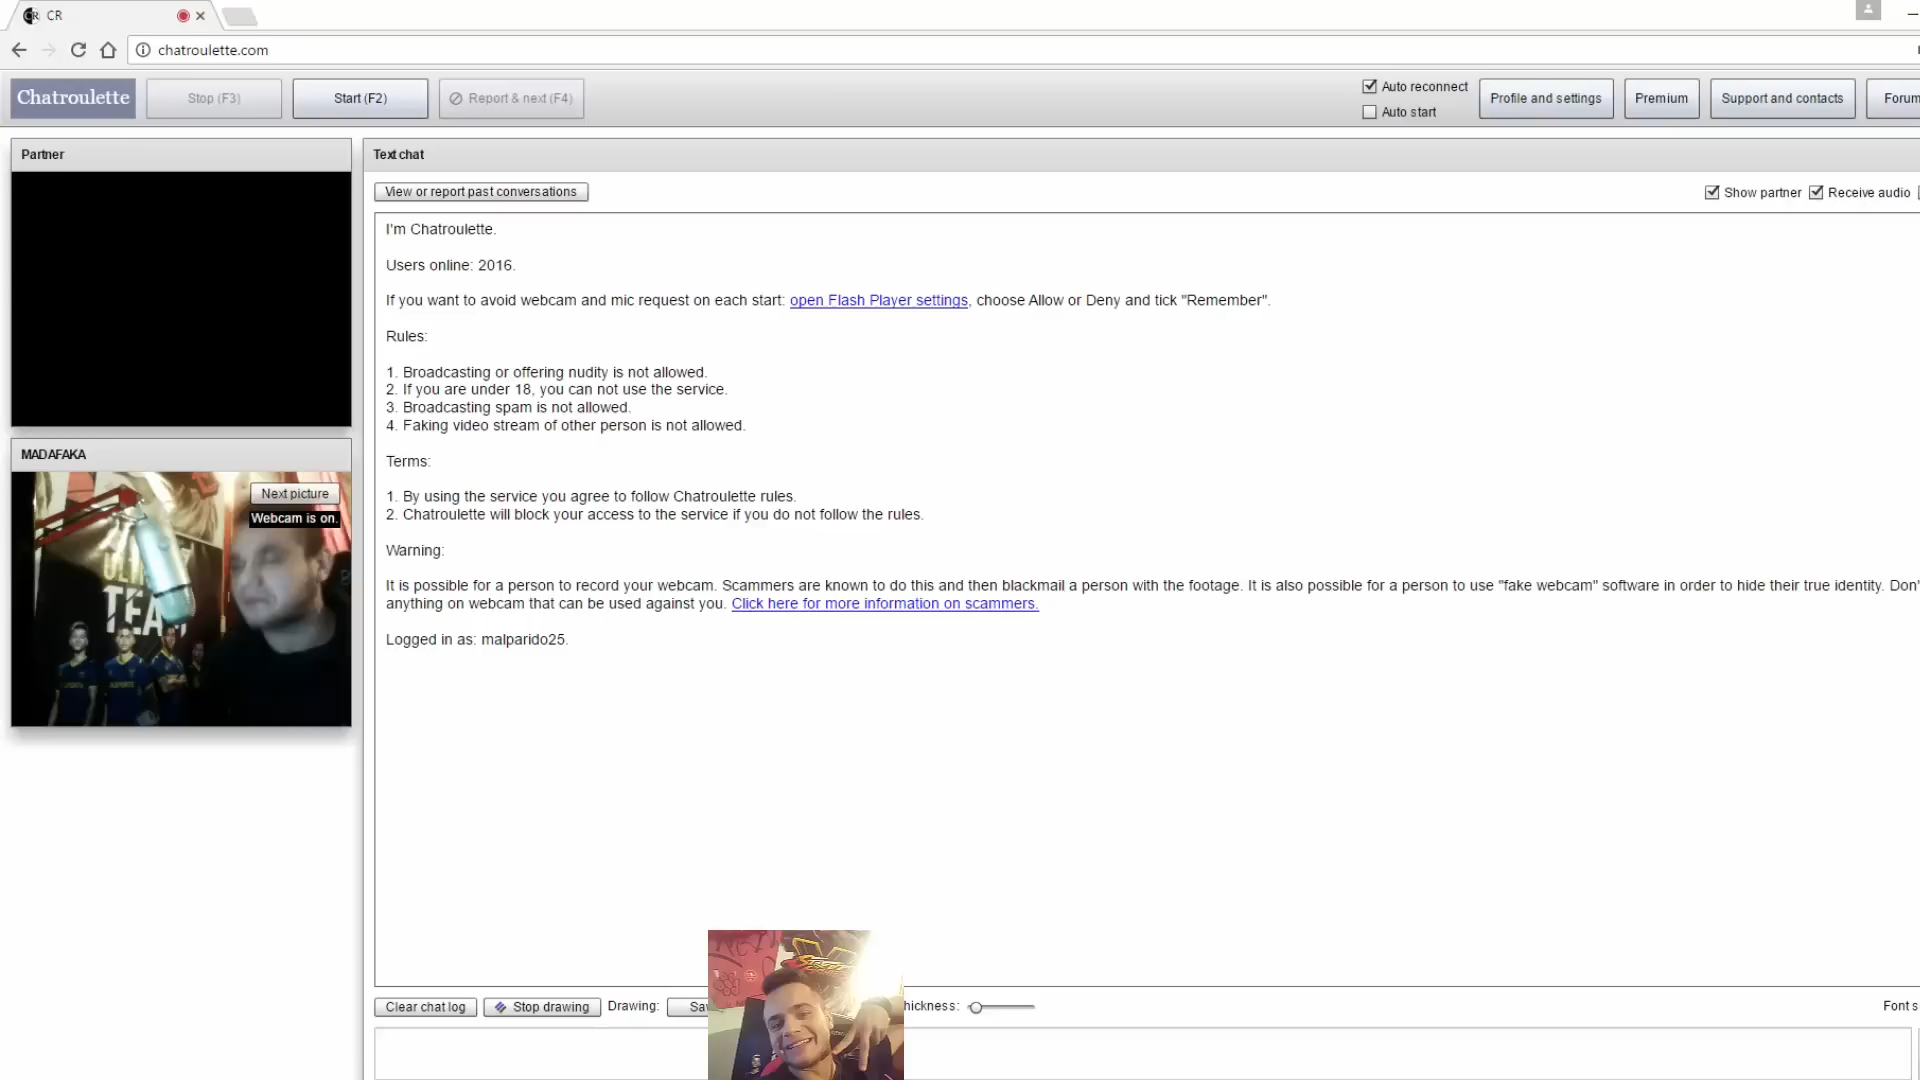 CR
chatroulette.com
Chatroulette
Stop (F3)
Start (F2)
Report & next (F4)
Auto reconnect
Auto start
Profile and settings
Premium
Support and contacts
Forum
Partner
Text chat
View or report past conversations
Show partner
Receive audio
I'm Chatroulette.
Users online: 2016.
If you want to avoid webcam and mic request on each start: open Flash Player settings, choose Allow or Deny and tick "Remember".
Rules:
1. Broadcasting or offering nudity is not allowed.
2. If you are under 18, you can not use the service.
3. Broadcasting spam is not allowed.
4. Faking video stream of other person is not allowed.
Terms:
1. By using the service you agree to follow Chatroulette rules.
2. Chatroulette will block your access to the service if you do not follow the rules.
Warning:
It is possible for a person to record your webcam. Scammers are known to do this and then blackmail a person with the footage. It is also possible for a person to use "fake webcam" software in order to hide their true identity. Don'
anything on webcam that can be used against you. Click here for more information on scammers.
Logged in as: malparido25.
MADAFAKA
Next picture
Webcam is on.
TEAM
Clear chat log
Stop drawing
Drawing:
Sa
hickness:
Font s